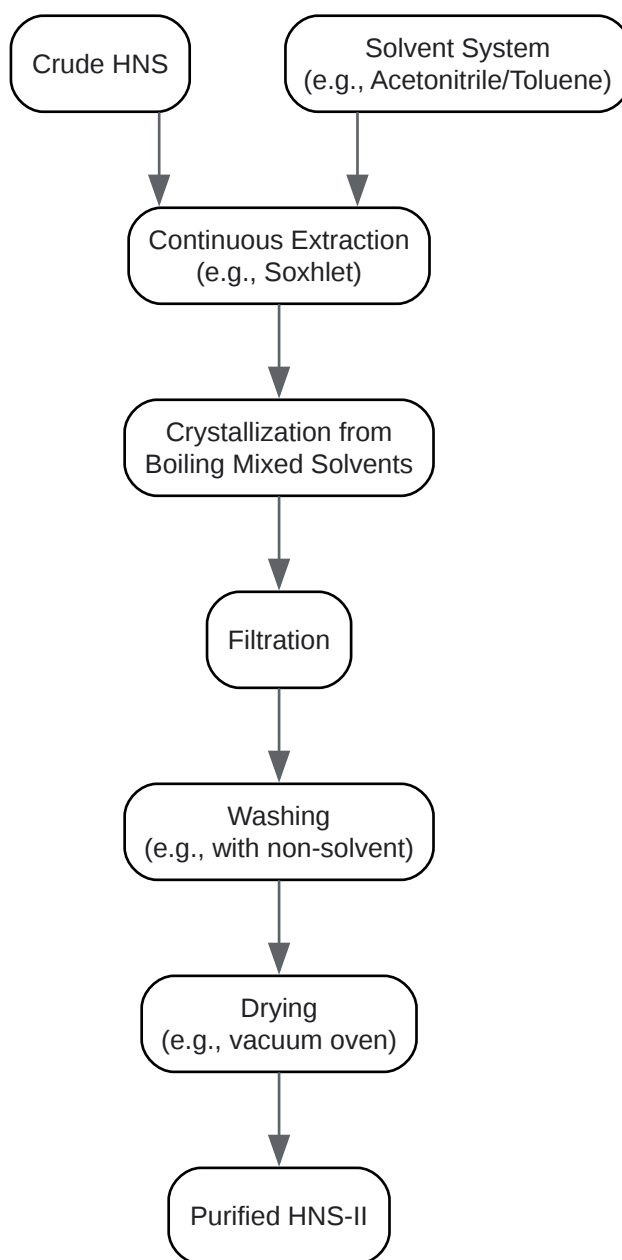 Crude HNS
Solvent System
(e.g., Acetonitrile/Toluene)
Continuous Extraction
(e.g., Soxhlet)
Crystallization from
Boiling Mixed Solvents
Filtration
Washing
(e.g., with non-solvent)
Drying
(e.g., vacuum oven)
Purified HNS-II